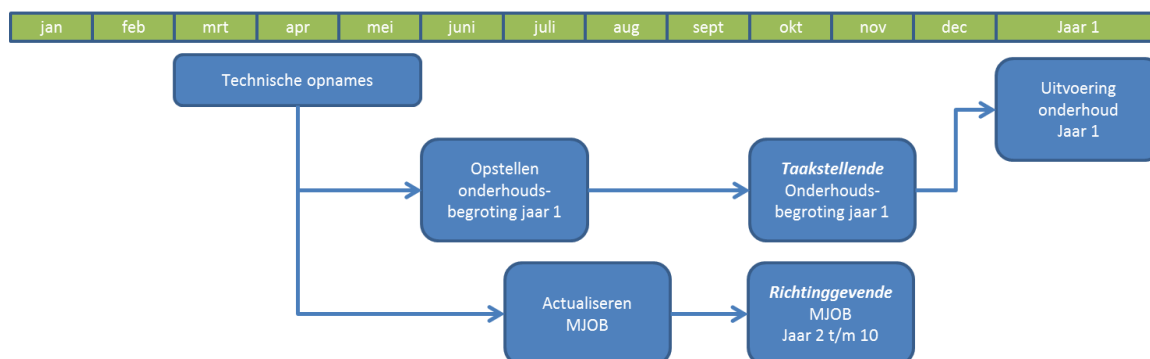 jan feb mrt apr mei juni juli aug sept okt nov dec Jaar 1
Technische opnames
Uitvoering
onderhoud
Jaar 1
Opstellen
onderhouds-
begroting jaar 1
Taakstellende
Onderhouds-
begroting jaar 1
Actualiseren
MJOB
Richtinggevende
MJOB
Jaar 2 t/m 10